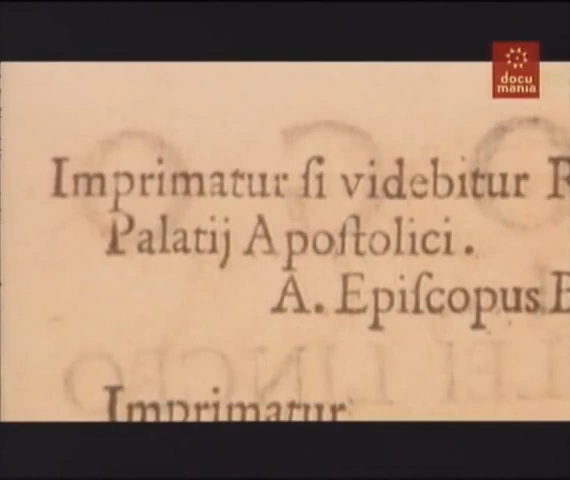 docu
mania
Imprimatur ſi videbitur R
Palatij Apoſtolici.
A. Epiſcopus B
Imprimatur